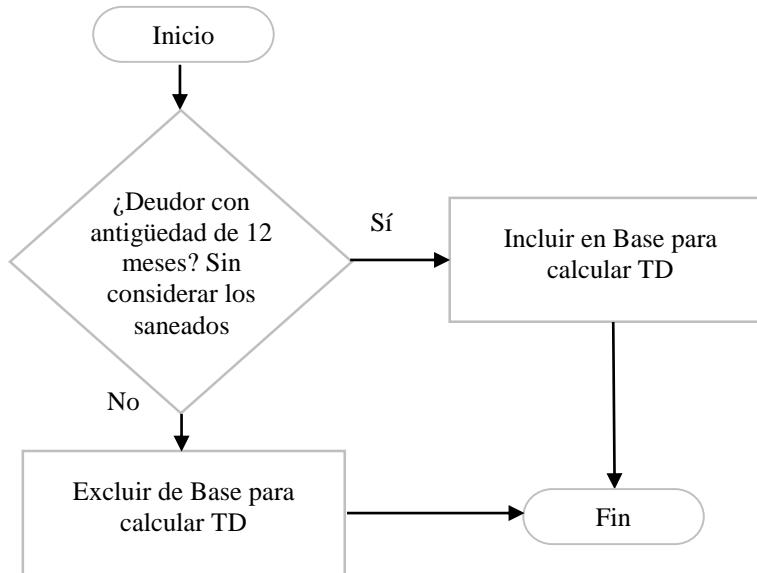 Inicio
¿Deudor con
antigüedad de 12
meses? Sin
considerar los
saneados
Sí
Incluir en Base para
calcular TD
No
Excluir de Base para
calcular TD
Fin